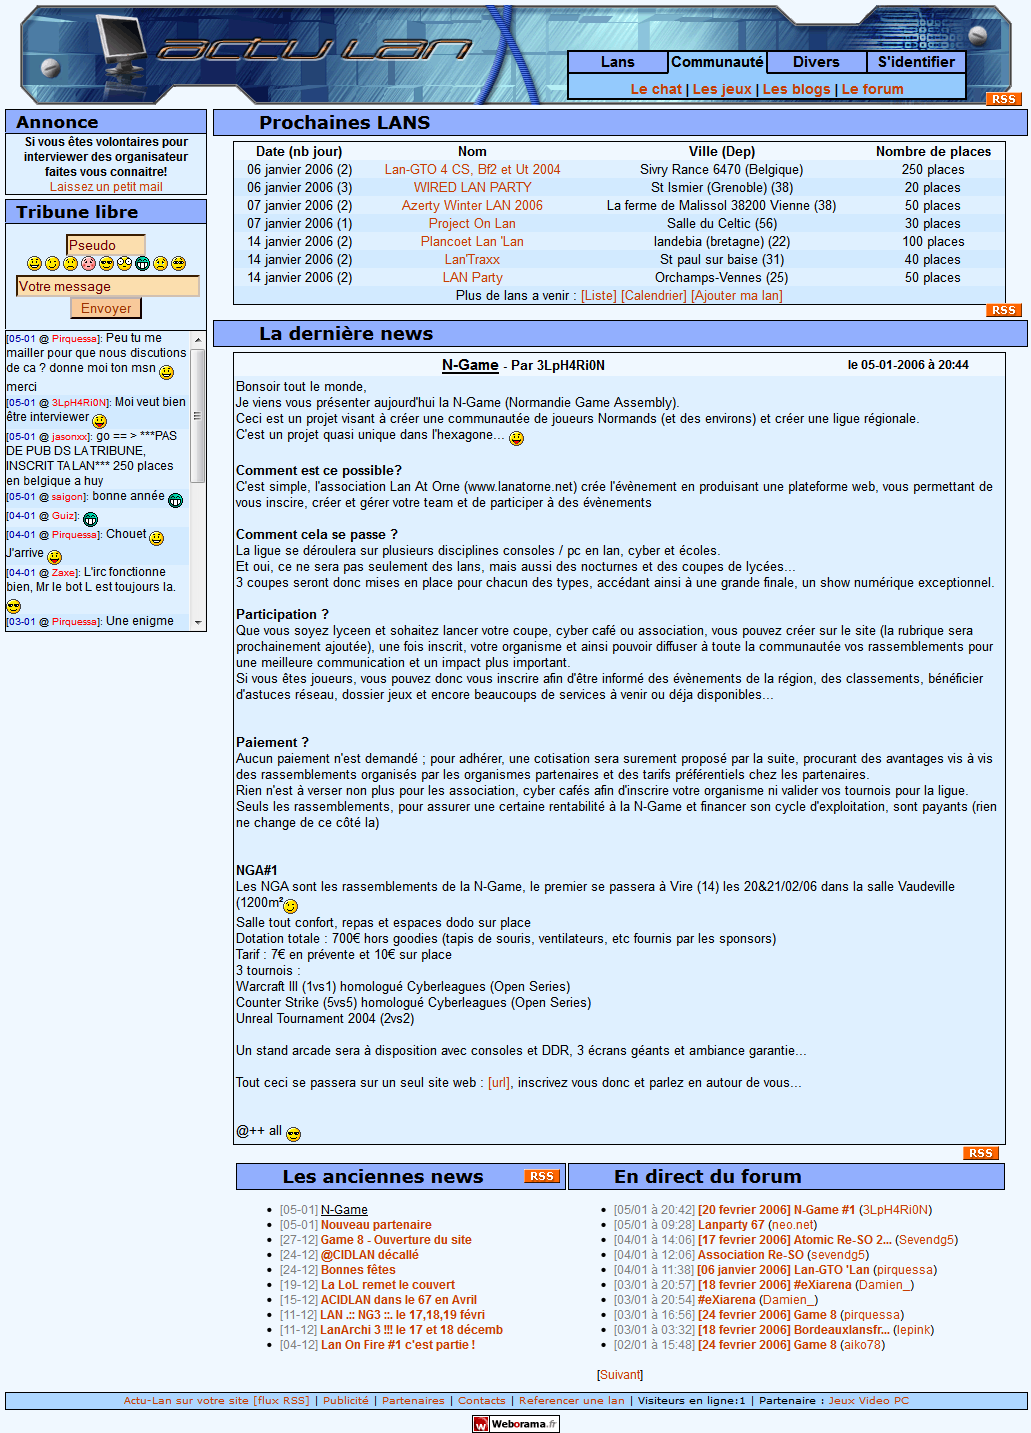 actu lan
Lans Communauté Divers S'identifier
Le chat | Les jeux | Les blogs | Le forum
RSS
Annonce
Si vous êtes volontaires pour
interviewer des organisateur
faites vous connaitre!
Laissez un petit mail
Tribune libre
Pseudo
Votre message
Envoyer
[05-01 @ Pirquessa]: Peu tu me
mailler pour que nous discutions
de ca ? donne moi ton msn
merci
[05-01 @ 3LpH4Ri0N]: Moi veut bien
être interviewer
[05-01 @ jasonxx]: go == > ***PAS
DE PUB DS LA TRIBUNE,
INSCRIT TA LAN*** 250 places
en belgique a huy
[05-01 @ saigon]: bonne année
[04-01 @ Guiz]:
[04-01 @ Pirquessa]: Chouet
J'arrive
[04-01 @ Zaxe]: L'irc fonctionne
bien, Mr le bot L est toujours la.
[03-01 @ Pirquessa]: Une enigme
Prochaines LANS
Date (nb jour) Nom Ville (Dep) Nombre de places
06 janvier 2006 (2) Lan-GTO 4 CS, Bf2 et Ut 2004 Sivry Rance 6470 (Belgique) 250 places
06 janvier 2006 (3) WIRED LAN PARTY St Ismier (Grenoble) (38) 20 places
07 janvier 2006 (2) Azerty Winter LAN 2006 La ferme de Malissol 38200 Vienne (38) 50 places
07 janvier 2006 (1) Project On Lan Salle du Celtic (56) 30 places
14 janvier 2006 (2) Plancoet Lan 'Lan landebia (bretagne) (22) 100 places
14 janvier 2006 (2) Lan'Traxx St paul sur baise (31) 40 places
14 janvier 2006 (2) LAN Party Orchamps-Vennes (25) 50 places
Plus de lans a venir : [Liste] [Calendrier] [Ajouter ma lan]
RSS
La dernière news
N-Game - Par 3LpH4Ri0N le 05-01-2006 à 20:44
Bonsoir tout le monde,
Je viens vous présenter aujourd'hui la N-Game (Normandie Game Assembly).
Ceci est un projet visant à créer une communautée de joueurs Normands (et des environs) et créer une ligue régionale.
C'est un projet quasi unique dans l'hexagone...
Comment est ce possible?
C'est simple, l'association Lan At Orne (www.lanatorne.net) crée l'évènement en produisant une plateforme web, vous permettant de
vous inscire, créer et gérer votre team et de participer à des évènements
Comment cela se passe ?
La ligue se déroulera sur plusieurs disciplines consoles / pc en lan, cyber et écoles.
Et oui, ce ne sera pas seulement des lans, mais aussi des nocturnes et des coupes de lycées...
3 coupes seront donc mises en place pour chacun des types, accédant ainsi à une grande finale, un show numérique exceptionnel.
Participation ?
Que vous soyez lyceen et sohaitez lancer votre coupe, cyber café ou association, vous pouvez créer sur le site (la rubrique sera
prochainement ajoutée), une fois inscrit, votre organisme et ainsi pouvoir diffuser à toute la communautée vos rassemblements pour
une meilleure communication et un impact plus important.
Si vous êtes joueurs, vous pouvez donc vous inscrire afin d'être informé des évènements de la région, des classements, bénéficier
d'astuces réseau, dossier jeux et encore beaucoups de services à venir ou déja disponibles...
Paiement ?
Aucun paiement n'est demandé ; pour adhérer, une cotisation sera surement proposé par la suite, procurant des avantages vis à vis
des rassemblements organisés par les organismes partenaires et des tarifs préférentiels chez les partenaires.
Rien n'est à verser non plus pour les association, cyber cafés afin d'inscrire votre organisme ni valider vos tournois pour la ligue.
Seuls les rassemblements, pour assurer une certaine rentabilité à la N-Game et financer son cycle d'exploitation, sont payants (rien
ne change de ce côté la)
NGA#1
Les NGA sont les rassemblements de la N-Game, le premier se passera à Vire (14) les 20&21/02/06 dans la salle Vaudeville
(1200m²
Salle tout confort, repas et espaces dodo sur place
Dotation totale : 700€ hors goodies (tapis de souris, ventilateurs, etc fournis par les sponsors)
Tarif : 7€ en prévente et 10€ sur place
3 tournois :
Warcraft III (1vs1) homologué Cyberleagues (Open Series)
Counter Strike (5vs5) homologué Cyberleagues (Open Series)
Unreal Tournament 2004 (2vs2)
Un stand arcade sera à disposition avec consoles et DDR, 3 écrans géants et ambiance garantie...
Tout ceci se passera sur un seul site web : [url], inscrivez vous donc et parlez en autour de vous...
@++ all
RSS
Les anciennes news RSS
[05-01] N-Game
[05-01] Nouveau partenaire
[27-12] Game 8 - Ouverture du site
[24-12] @CIDLAN décallé
[24-12] Bonnes fêtes
[19-12] La LoL remet le couvert
[15-12] ACIDLAN dans le 67 en Avril
[11-12] LAN .:: NG3 ::. le 17,18,19 févri
[11-12] LanArchi 3 !!! le 17 et 18 décemb
[04-12] Lan On Fire #1 c'est partie !
En direct du forum
[05/01 à 20:42] [20 fevrier 2006] N-Game #1 (3LpH4Ri0N)
[05/01 à 09:28] Lanparty 67 (neo.net)
[04/01 à 14:06] [17 fevrier 2006] Atomic Re-SO 2... (Sevendg5)
[04/01 à 12:06] Association Re-SO (sevendg5)
[04/01 à 11:38] [06 janvier 2006] Lan-GTO 'Lan (pirquessa)
[03/01 à 20:57] [18 fevrier 2006] #eXiarena (Damien_)
[03/01 à 20:54] #eXiarena (Damien_)
[03/01 à 16:56] [24 fevrier 2006] Game 8 (pirquessa)
[03/01 à 03:32] [18 fevrier 2006] Bordeauxlansfr... (lepink)
[02/01 à 15:48] [24 fevrier 2006] Game 8 (aiko78)
[Suivant]
Actu-Lan sur votre site [flux RSS] | Publicité | Partenaires | Contacts | Referencer une lan | Visiteurs en ligne:1 | Partenaire : Jeux Video PC
w Weborama.fr